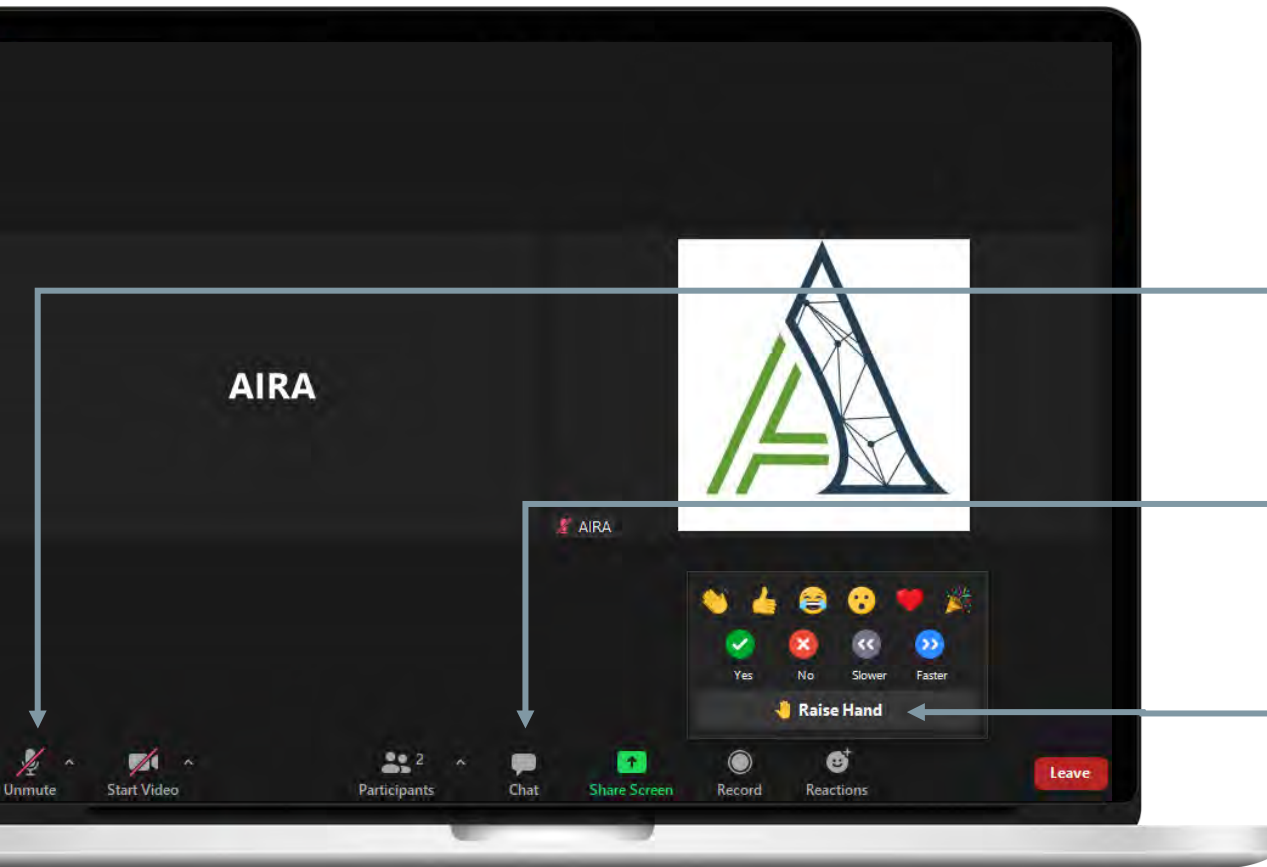 AIRA
AIRA
Yes No Slower Faster
Raise Hand
Unmute Start Video Participants 2 Chat Share Screen Record Reactions Leave